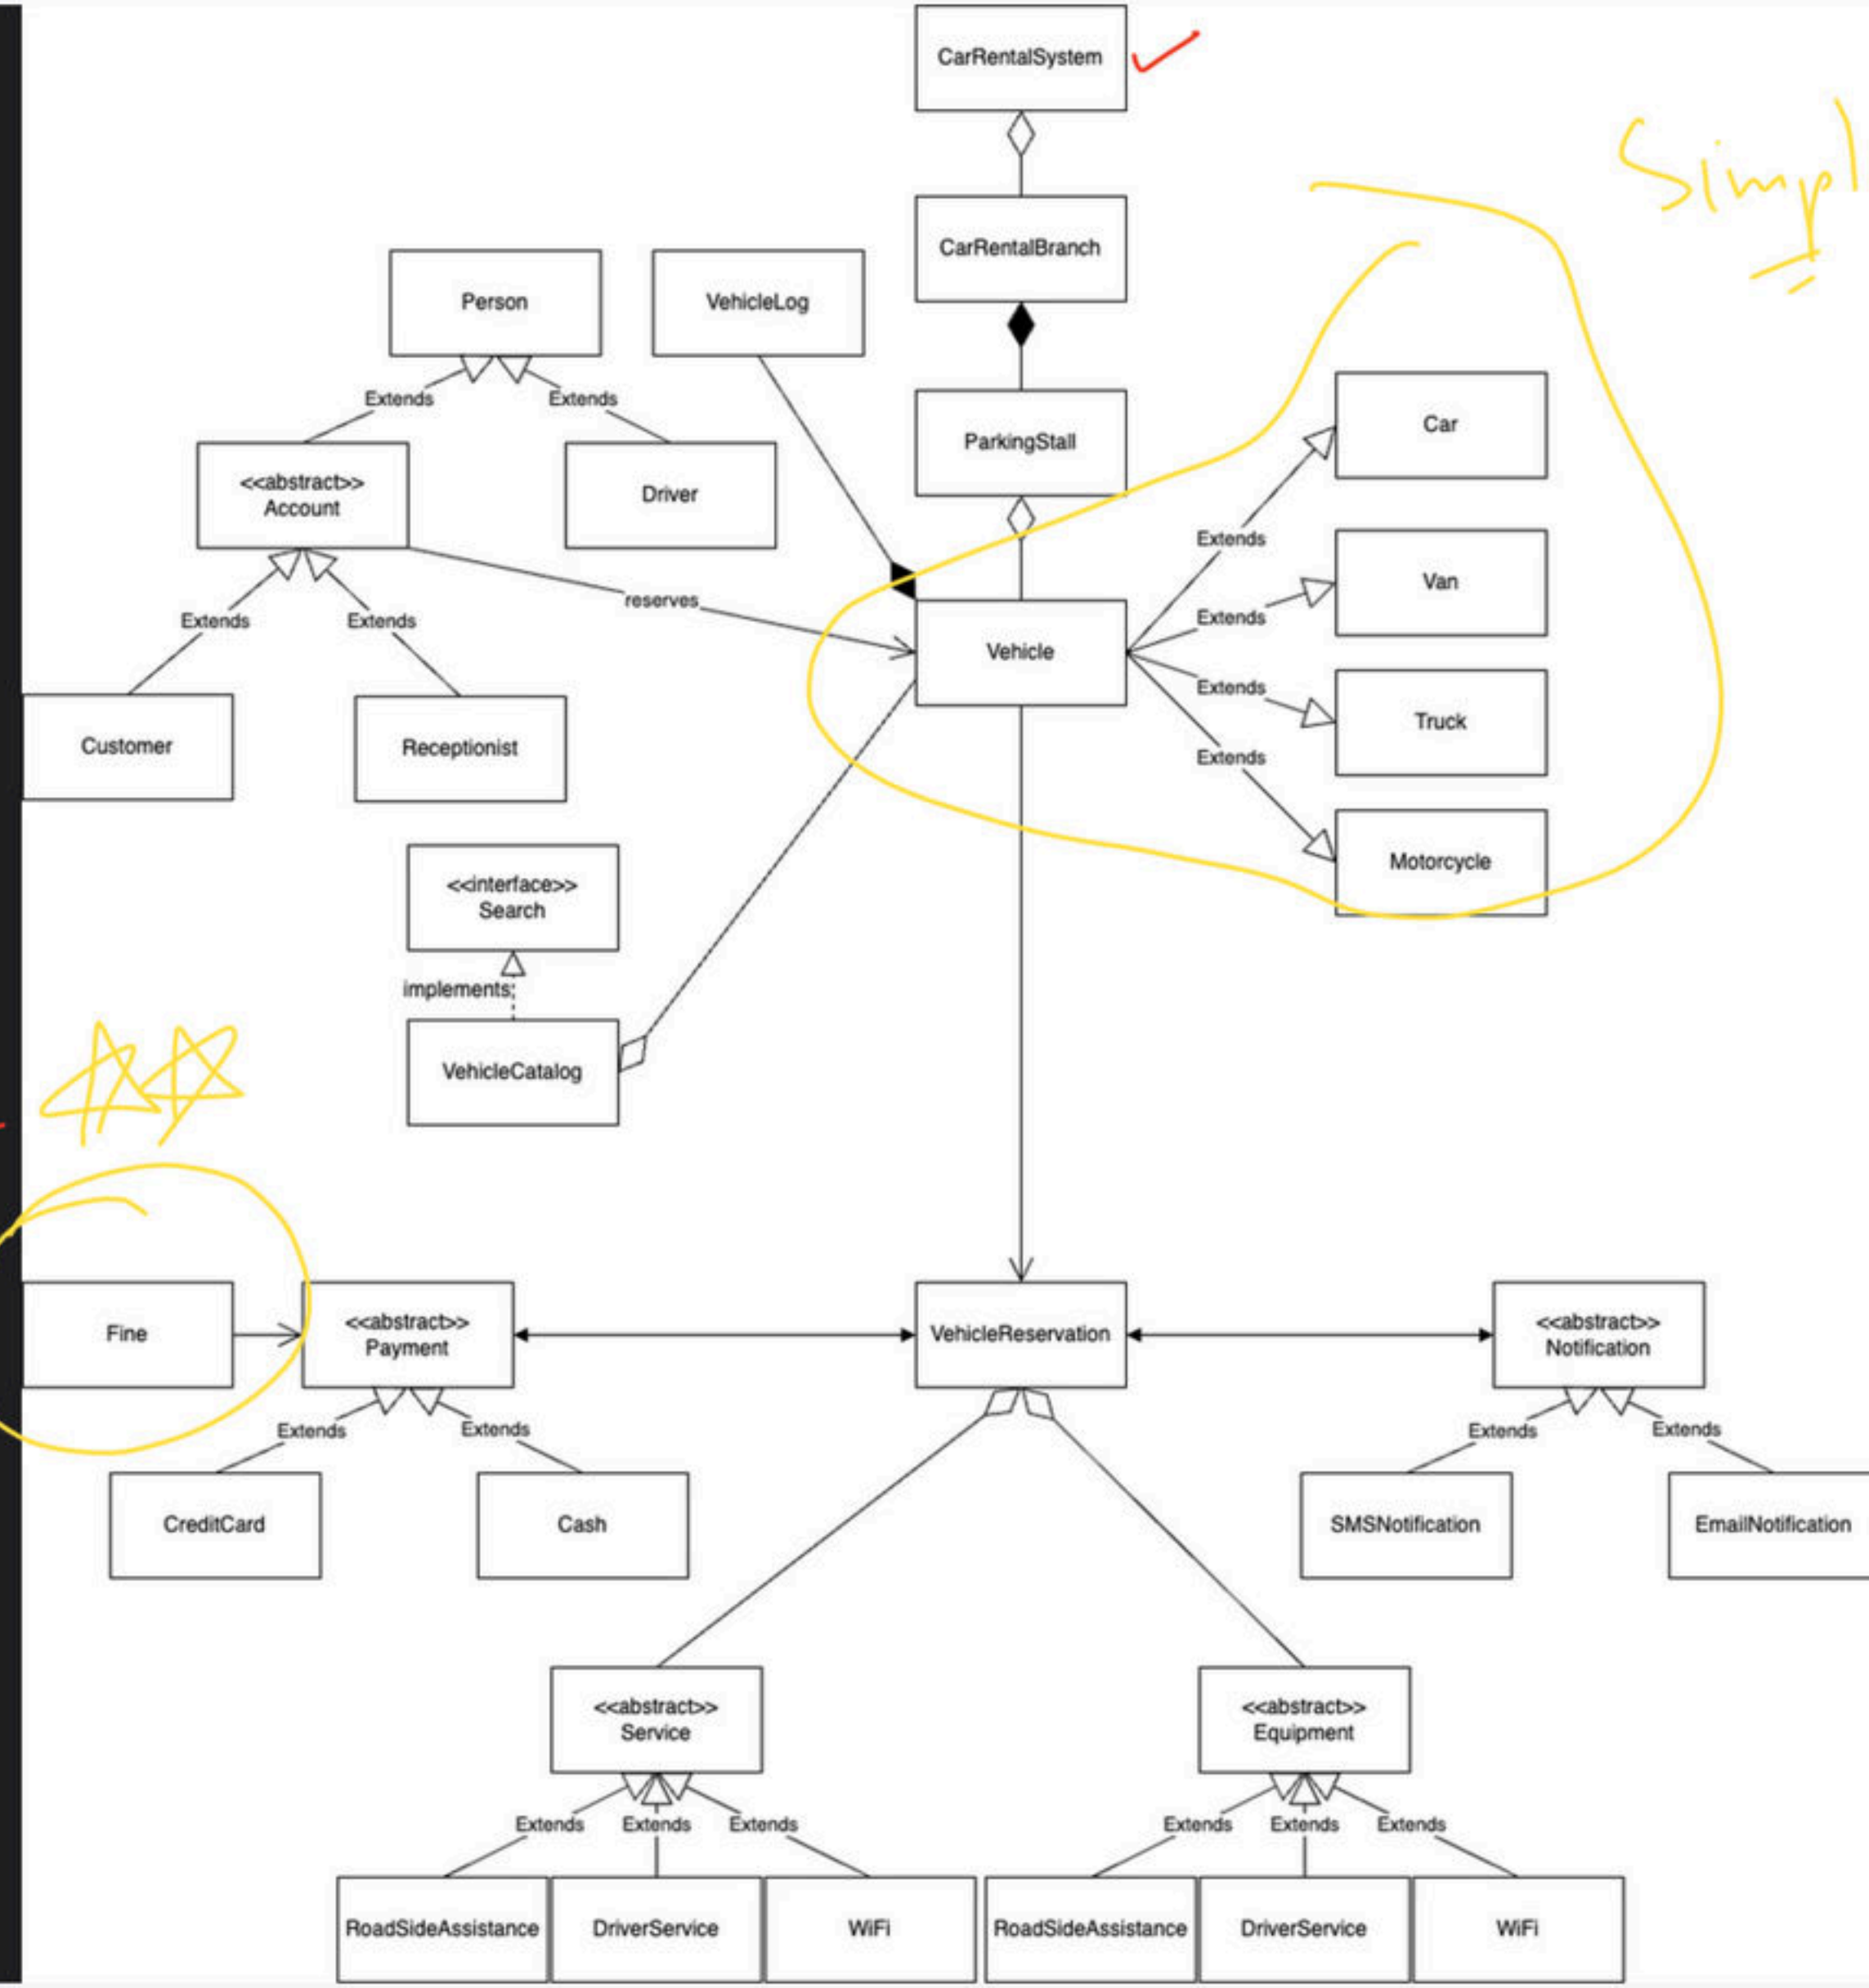 CarRentalSystem
Simpl
CarRentalBranch
Person
VehicleLog
Extends
Extends
Car
ParkingStall
<<abstract>>
Account
Driver
Extends
Van
reserves
Extends
Extends
Extends
Vehicle
Extends
Truck
Customer
Receptionist
Extends
Motorcycle
<<interface>>
Search
implements
VehicleCatalog
Fine
<<abstract>>
Payment
VehicleReservation
<<abstract>>
Notification
Extends
Extends
Extends
Extends
CreditCard
Cash
SMSNotification
EmailNotification
<<abstract>>
Service
<<abstract>>
Equipment
Extends
Extends
Extends
Extends
Extends
Extends
RoadSideAssistance
DriverService
WiFi
RoadSideAssistance
DriverService
WiFi